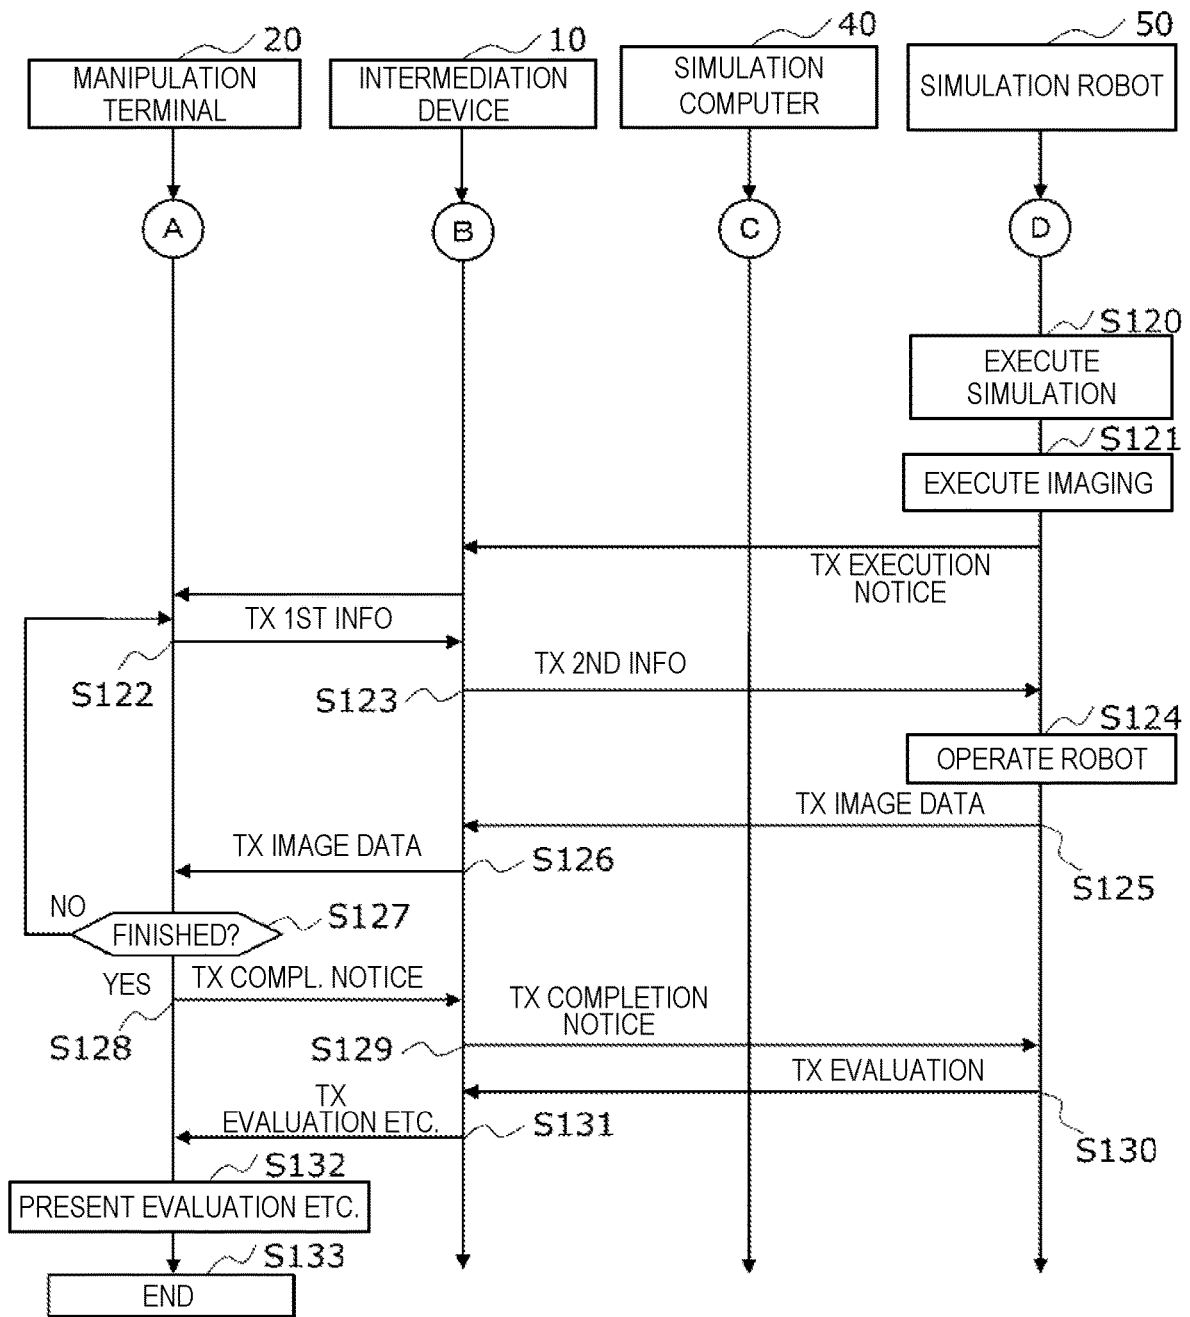 20
10
40
50
MANIPULATION
TERMINAL
INTERMEDIATION
DEVICE
SIMULATION
COMPUTER
SIMULATION ROBOT
A
B
C
D
S120
EXECUTE
SIMULATION
S121
EXECUTE IMAGING
TX EXECUTION
NOTICE
TX 1ST INFO
S122
TX 2ND INFO
S123
S124
OPERATE ROBOT
TX IMAGE DATA
S125
TX IMAGE DATA
S126
NO
FINISHED?
S127
YES
TX COMPL. NOTICE
S128
TX COMPLETION
NOTICE
S129
TX EVALUATION
S130
TX
EVALUATION ETC.
S131
S132
PRESENT EVALUATION ETC.
S133
END